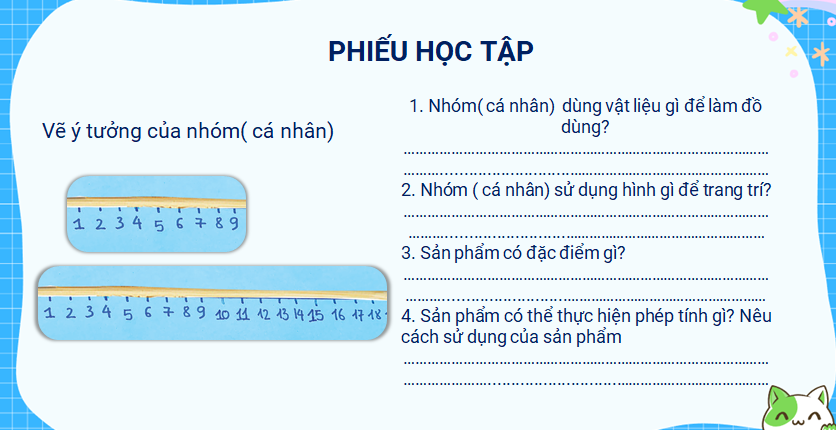 PHIẾU HỌC TẬP
Vẽ ý tưởng của nhóm( cá nhân)
1 2 3 4 5 6 7 8 9
1 2 3 4 5 6 7 8 9 10 11 12 13 14 15 16 17 18
1. Nhóm( cá nhân) dùng vật liệu gì để làm đồ
dùng?
2. Nhóm ( cá nhân) sử dụng hình gì để trang trí?
3. Sản phẩm có đặc điểm gì?
4. Sản phẩm có thể thực hiện phép tính gì? Nêu
cách sử dụng của sản phẩm